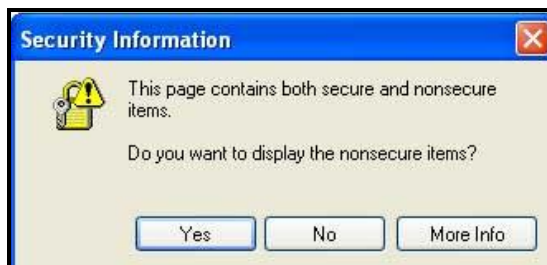 Security Information
This page contains both secure and nonsecure
items.
Do you want to display the nonsecure items?
Yes
No
More Info